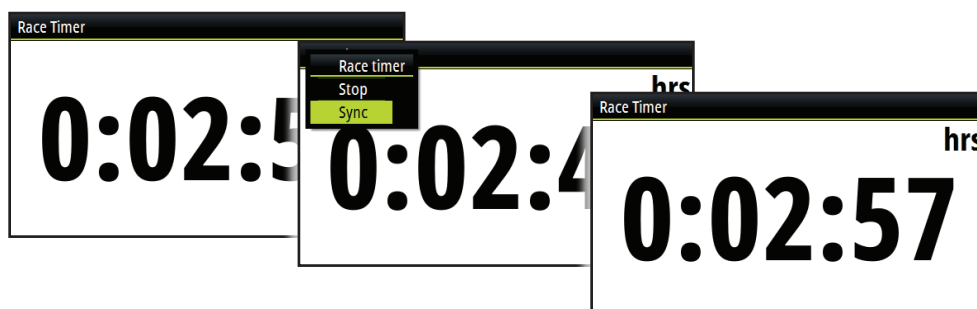 Race Timer
0:02:5
Race timer
Stop
Sync
hrs
0:02:4
Race Timer
hrs
0:02:57